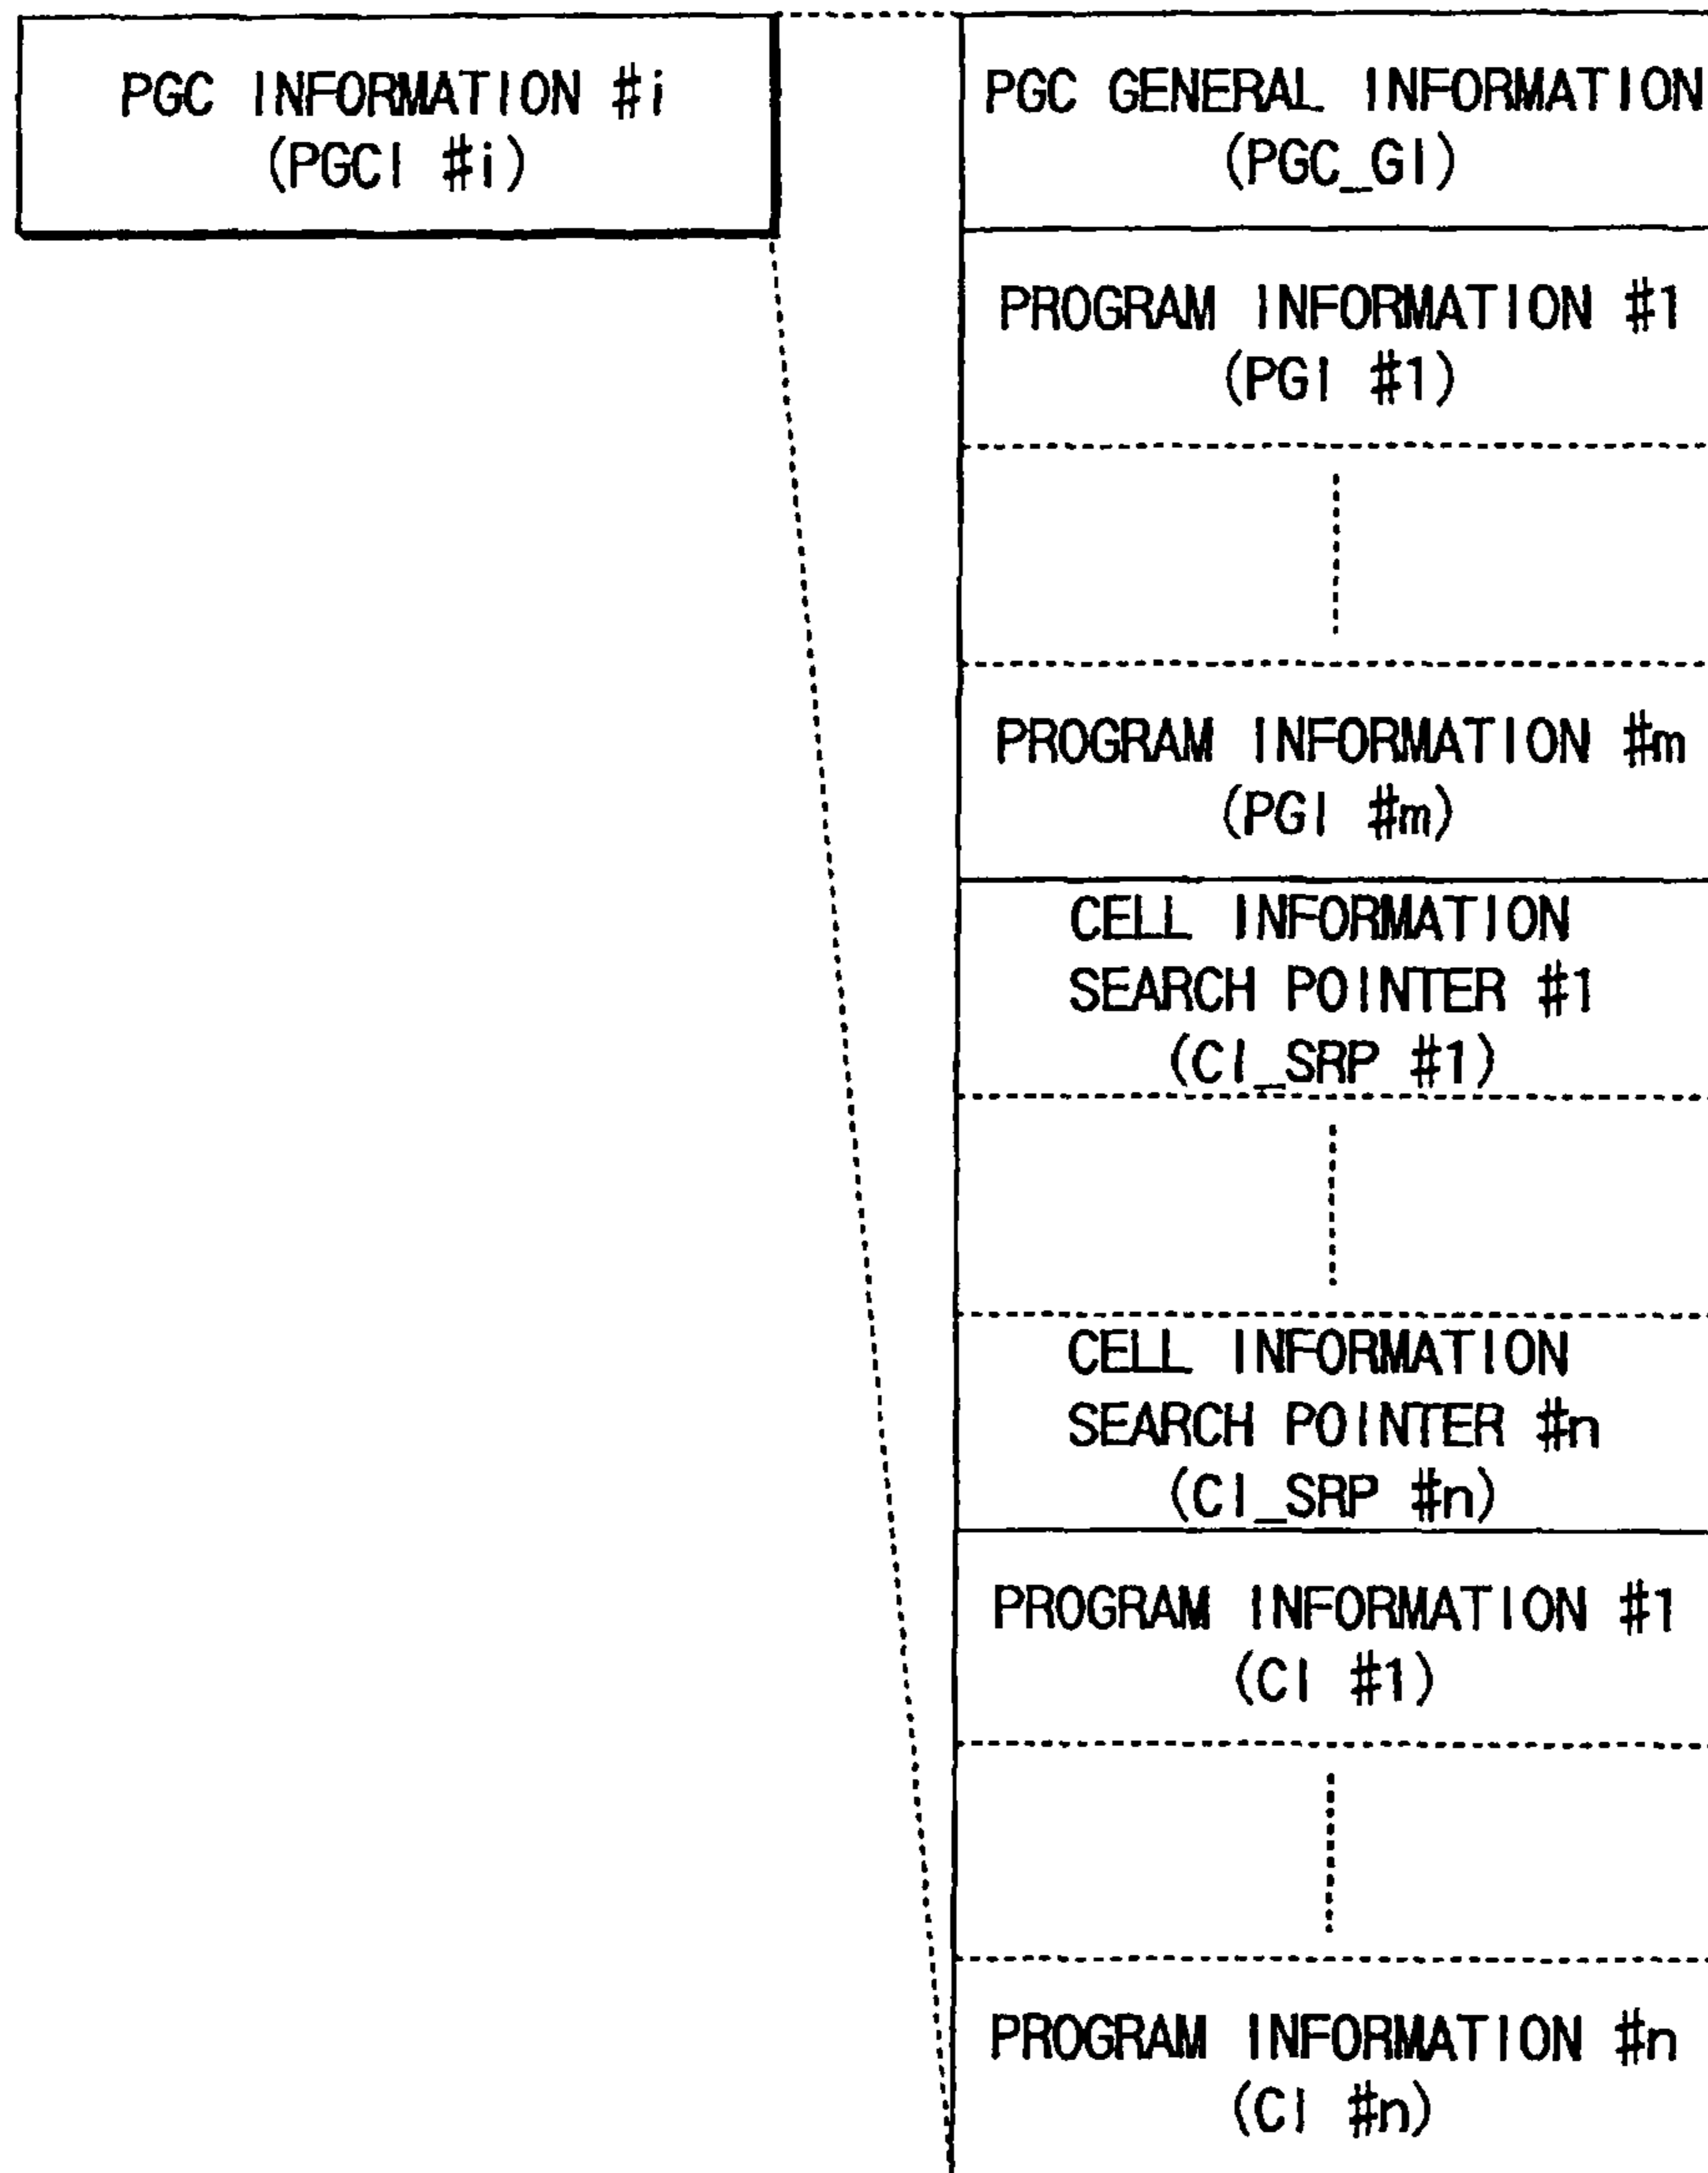 PGC INFORMATION #i
(PGCI #i)
PGC GENERAL INFORMATION
(PGC_GI)
PROGRAM INFORMATION #1
(PGI #1)
PROGRAM INFORMATION #m
(PGI #m)
CELL INFORMATION
SEARCH POINTER #1
(CI_SRP #1)
CELL INFORMATION
SEARCH POINTER #n
(CI_SRP #n)
PROGRAM INFORMATION #1
(CI #1)
PROGRAM INFORMATION #n
(CI #n)